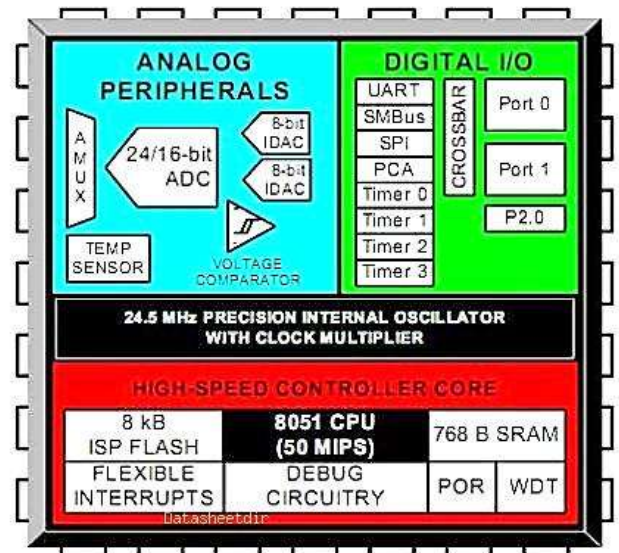 ANALOG
PERIPHERALS
AMUX
24/16-bit
ADC
8-bit
IDAC
8-bit
IDAC
TEMP
SENSOR
VOLTAGE
COMPARATOR
DIGITAL I/O
UART
SMBus
SPI
PCA
Timer 0
Timer 1
Timer 2
Timer 3
CROSSBAR
Port 0
Port 1
P2.0
24.5 MHz PRECISION INTERNAL OSCILLATOR
WITH CLOCK MULTIPLIER
HIGH-SPEED CONTROLLER CORE
8 kB
ISP FLASH
8051 CPU
(50 MIPS)
768 B SRAM
FLEXIBLE
INTERRUPTS
DEBUG
CIRCUITRY
POR
WDT
Datasheetdir